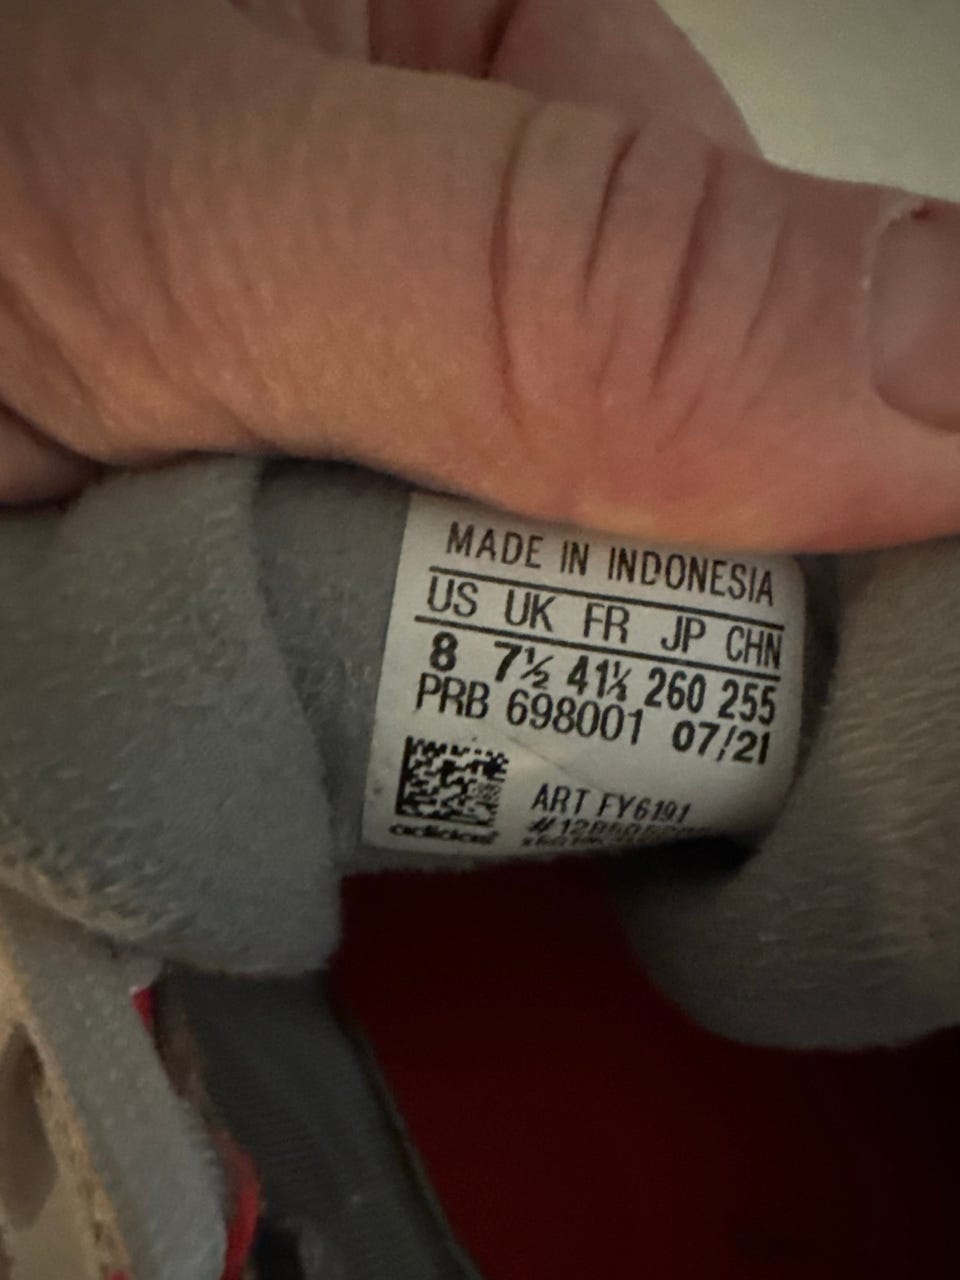 MADE IN INDONESIA
US UK FR JP CHN
8 7½ 41⅓ 260 255
PRB 698001 07/21
ART FY6191
adidas